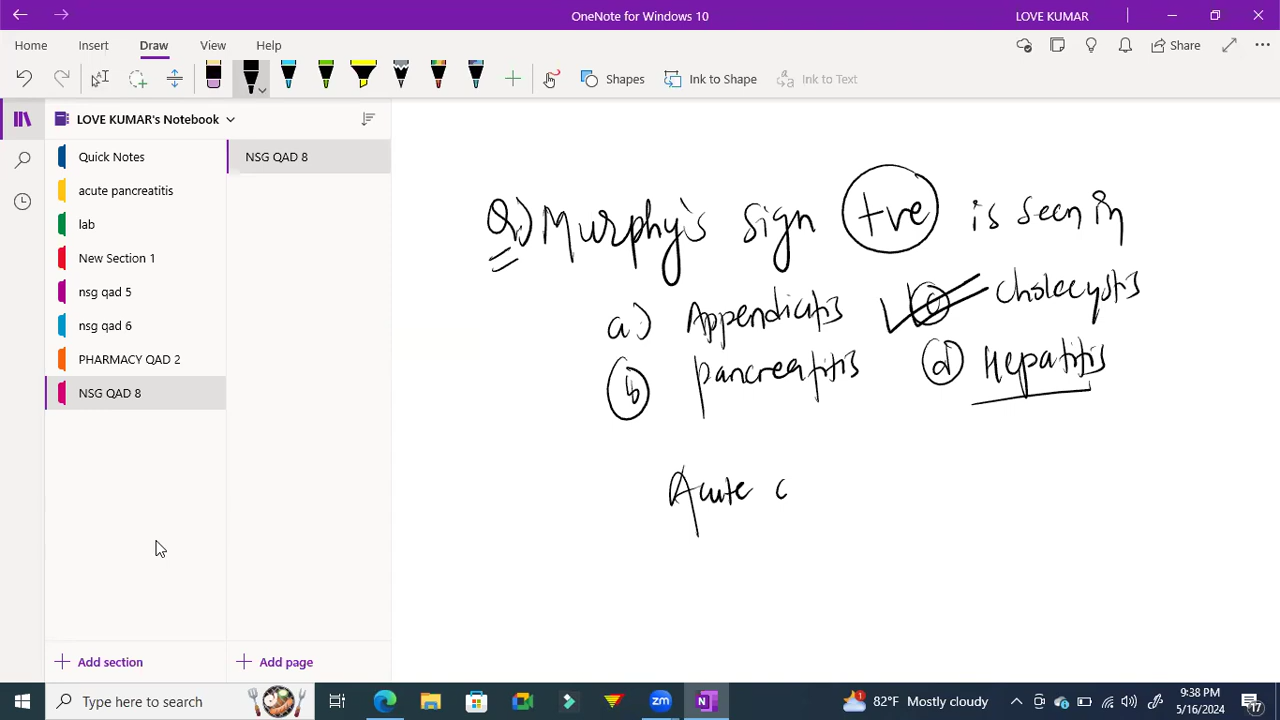 OneNote for Windows 10
LOVE KUMAR
Home Insert Draw View Help
Share
Shapes
Ink to Shape
Ink to Text
LOVE KUMAR's Notebook
Quick Notes
acute pancreatitis
lab
New Section 1
nsg qad 5
nsg qad 6
PHARMACY QAD 2
NSG QAD 8
NSG QAD 8
Q.) Murphy's sign +ve is seen in
a) Appendicitis c cholecystis
b pancreatitis d Hepatitis
Acute c
Add section
Add page
Type here to search
zm
82°F Mostly cloudy
9:38 PM
5/16/2024
17